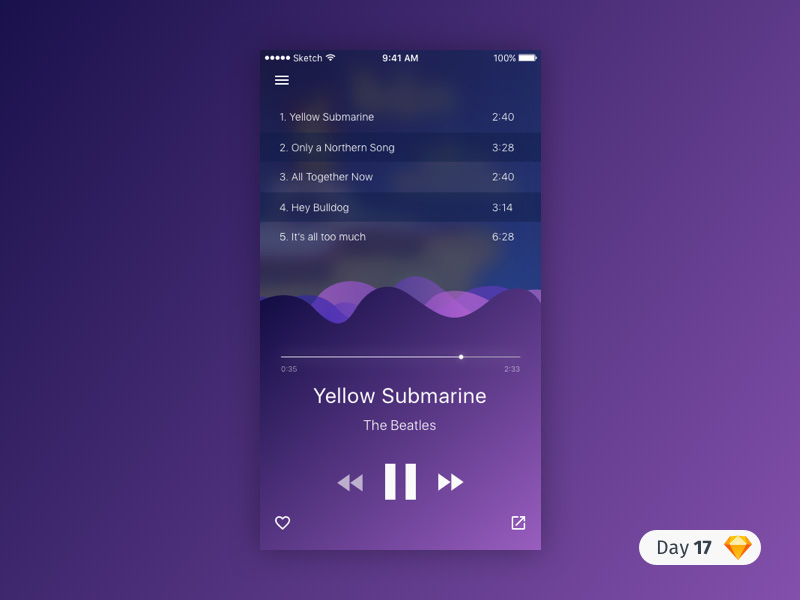 Sketch 9:41 AM 100%
1. Yellow Submarine 2:40
2. Only a Northern Song 3:28
3. All Together Now 2:40
4. Hey Bulldog 3:14
5. It's all too much 6:28
0:35 2:33
Yellow Submarine
The Beatles
Day 17